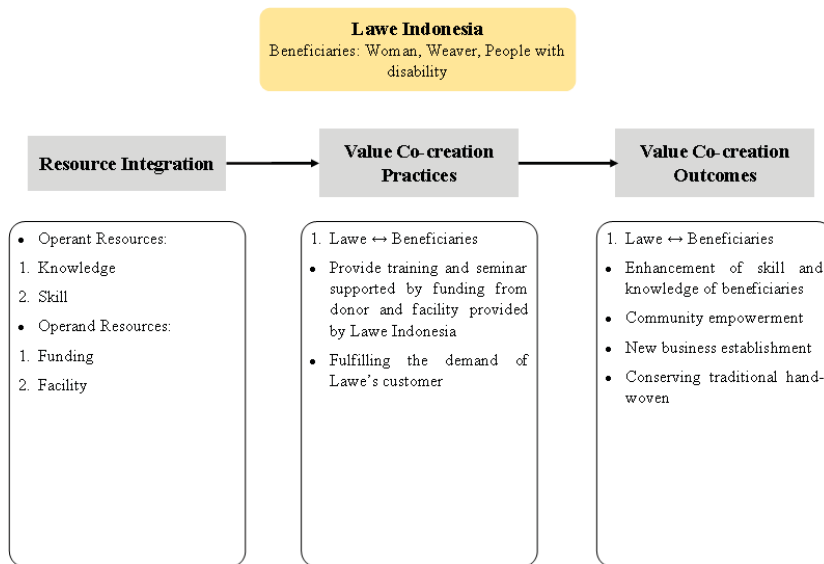 Lawe Indonesia
Beneficiaries: Woman, Weaver, People with
disability
Resource Integration
Value Co-creation
Practices
Value Co-creation
Outcomes
• Operant Resources:
1. Knowledge
2. Skill
• Operand Resources:
1. Funding
2. Facility
1. Lawe ↔ Beneficiaries
• Provide training and seminar
supported by funding from
donor and facility provided
by Lawe Indonesia
• Fulfilling the demand of
Lawe’s customer
1. Lawe ↔ Beneficiaries
• Enhancement of skill and
knowledge of beneficiaries
• Community empowerment
• New business establishment
• Conserving traditional hand-
woven